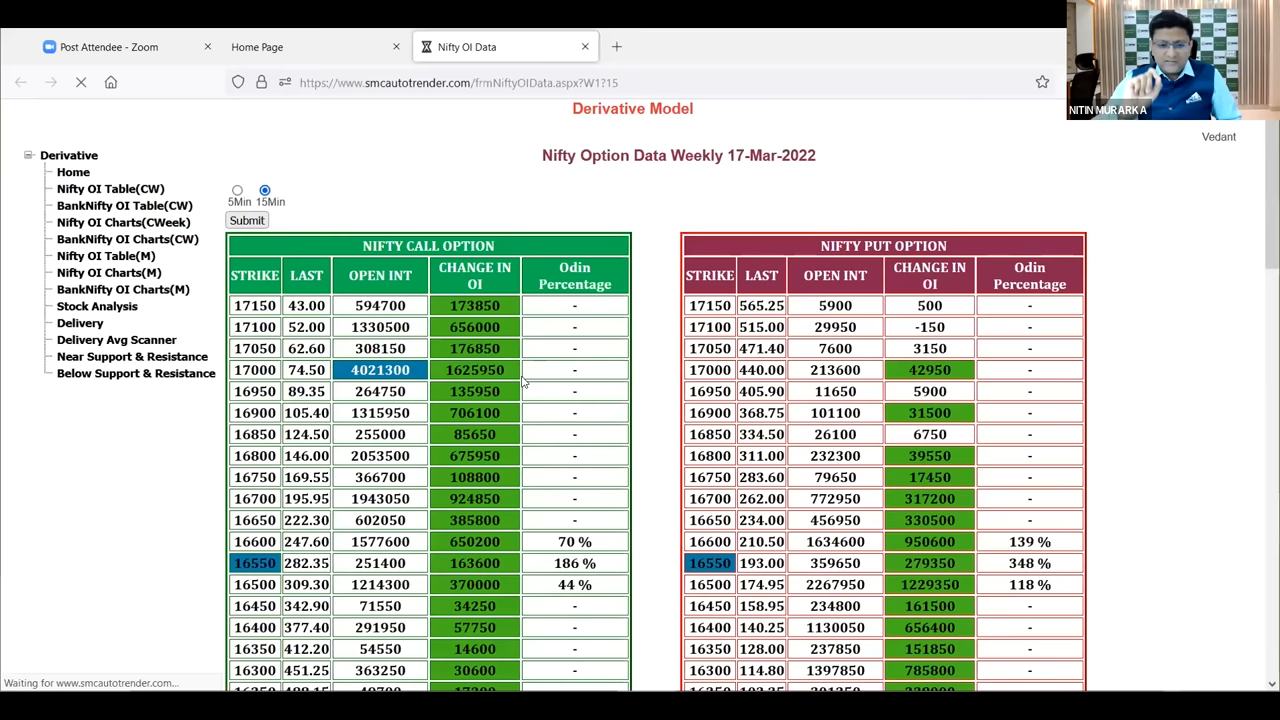 Post Attendee - Zoom
Home Page
Nifty OI Data
https://www.smcautotrender.com/frmNiftyOIData.aspx?W1?15
NITIN MURARKA
Derivative Model
Vedant
Nifty Option Data Weekly 17-Mar-2022
Derivative
Home
Nifty OI Table(CW)
BankNifty OI Table(CW)
Nifty OI Charts(CWeek)
BankNifty OI Charts(CW)
Nifty OI Table(M)
Nifty OI Charts(M)
BankNifty OI Charts(M)
Stock Analysis
Delivery
Delivery Avg Scanner
Near Support & Resistance
Below Support & Resistance
5Min 15Min
Submit
NIFTY CALL OPTION
STRIKE LAST OPEN INT CHANGE IN OI Odin Percentage
17150 43.00 594700 173850 -
17100 52.00 1330500 656000 -
17050 62.60 308150 176850 -
17000 74.50 4021300 1625950 -
16950 89.35 264750 135950 -
16900 105.40 1315950 706100 -
16850 124.50 255000 85650 -
16800 146.00 2053500 675950 -
16750 169.55 366700 108800 -
16700 195.95 1943050 924850 -
16650 222.30 602050 385800 -
16600 247.60 1577600 650200 70 %
16550 282.35 251400 163600 186 %
16500 309.30 1214300 370000 44 %
16450 342.90 71550 34250 -
16400 377.40 291950 57750 -
16350 412.20 54550 14600 -
16300 451.25 363250 30600 -
NIFTY PUT OPTION
STRIKE LAST OPEN INT CHANGE IN OI Odin Percentage
17150 565.25 5900 500 -
17100 515.00 29950 -150 -
17050 471.40 7600 3150 -
17000 440.00 213600 42950 -
16950 405.90 11650 5900 -
16900 368.75 101100 31500 -
16850 334.50 26100 6750 -
16800 311.00 232300 39550 -
16750 283.60 79650 17450 -
16700 262.00 772950 317200 -
16650 234.00 456950 330500 -
16600 210.50 1634600 950600 139 %
16550 193.00 359650 279350 348 %
16500 174.95 2267950 1229350 118 %
16450 158.95 234800 161500 -
16400 140.25 1130050 656400 -
16350 128.00 237850 151850 -
16300 114.80 1397850 785800 -
Waiting for www.smcautotrender.com...